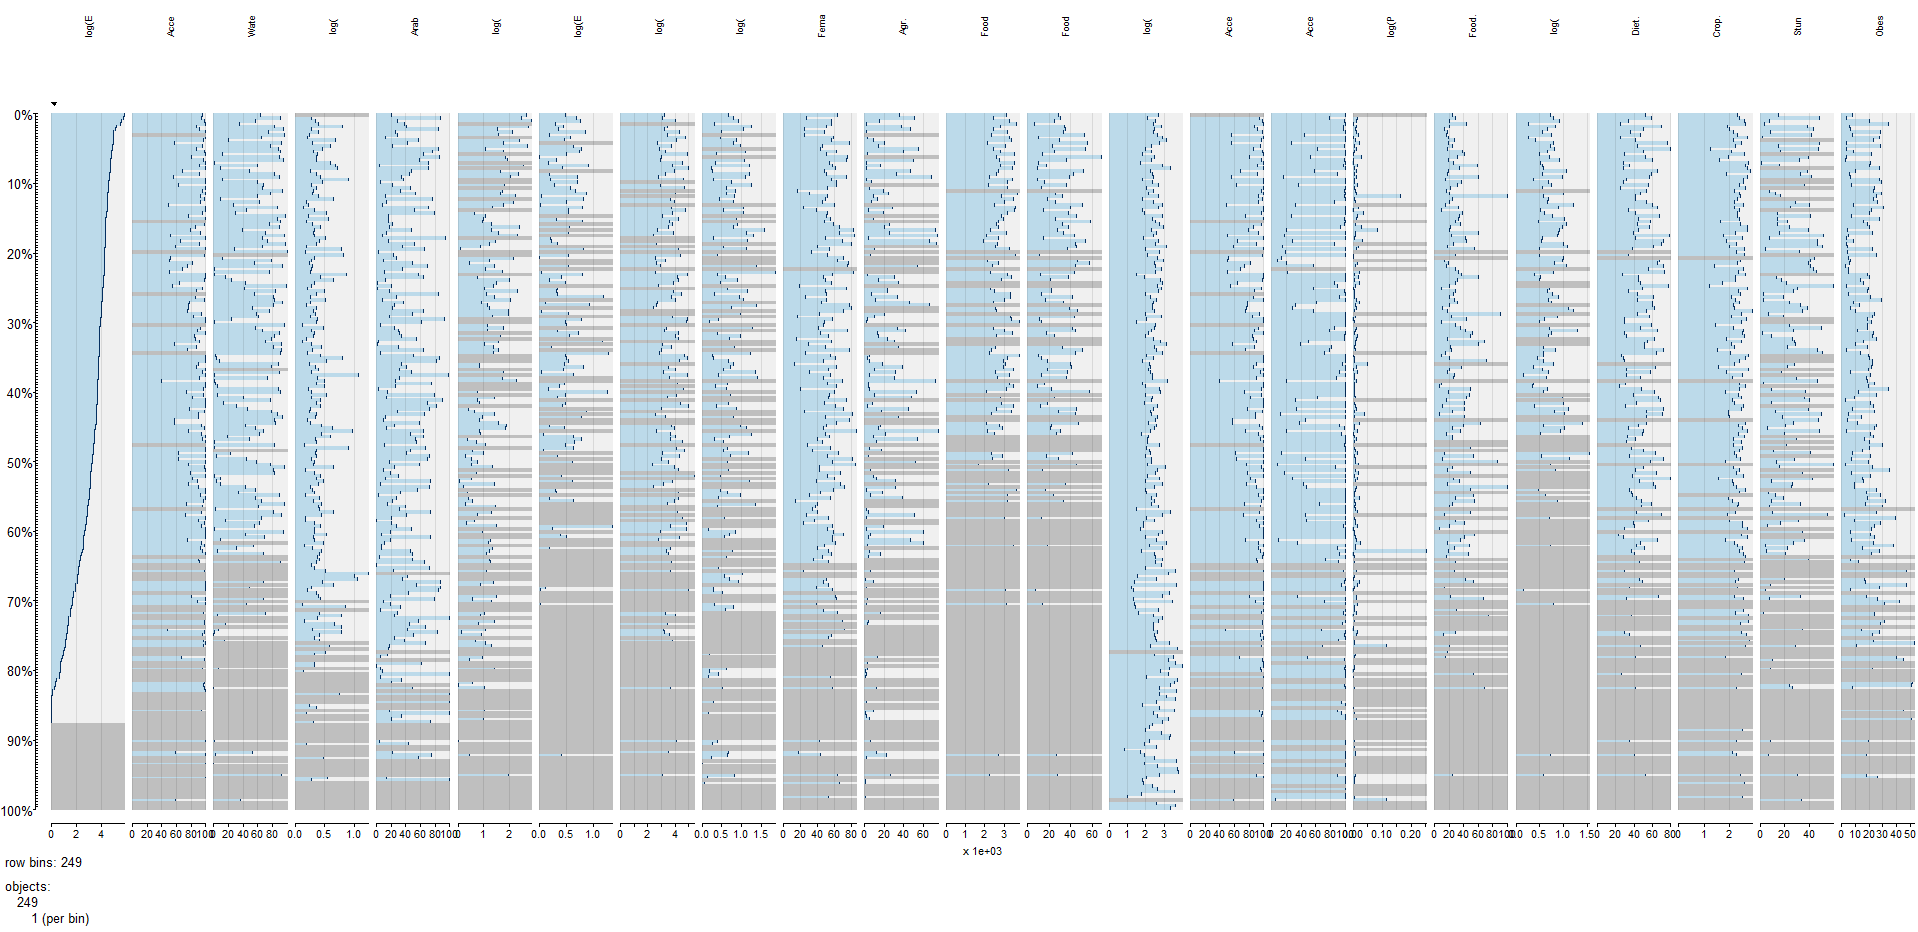 log(E Acce Wate log( Arab log( log(E log( log( Fema Agr. Food Food log( Acce Acce log(P Food. log( Diet. Crop. Stun Obes
0%
10%
20%
30%
40%
50%
60%
70%
80%
90%
100%
0 2 4
0 20 40 60 80 100
0 20 40 60 80
0.0 0.5 1.0
0 20 40 60 80 100
0 1 2
0.0 0.5 1.0
0 2 4
0.0 0.5 1.0 1.5
0 20 40 60 80
0 20 40 60
0 1 2 3
0 20 40 60
0 1 2 3
0 20 40 60 80 100
0 20 40 60 80 100
0.00 0.10 0.20
0 20 40 60 80 100
0.0 0.5 1.0 1.5
0 20 40 60 80
0 1 2
0 20 40
0 10 20 30 40 50
x 1e+03
row bins: 249
objects:
249
1 (per bin)